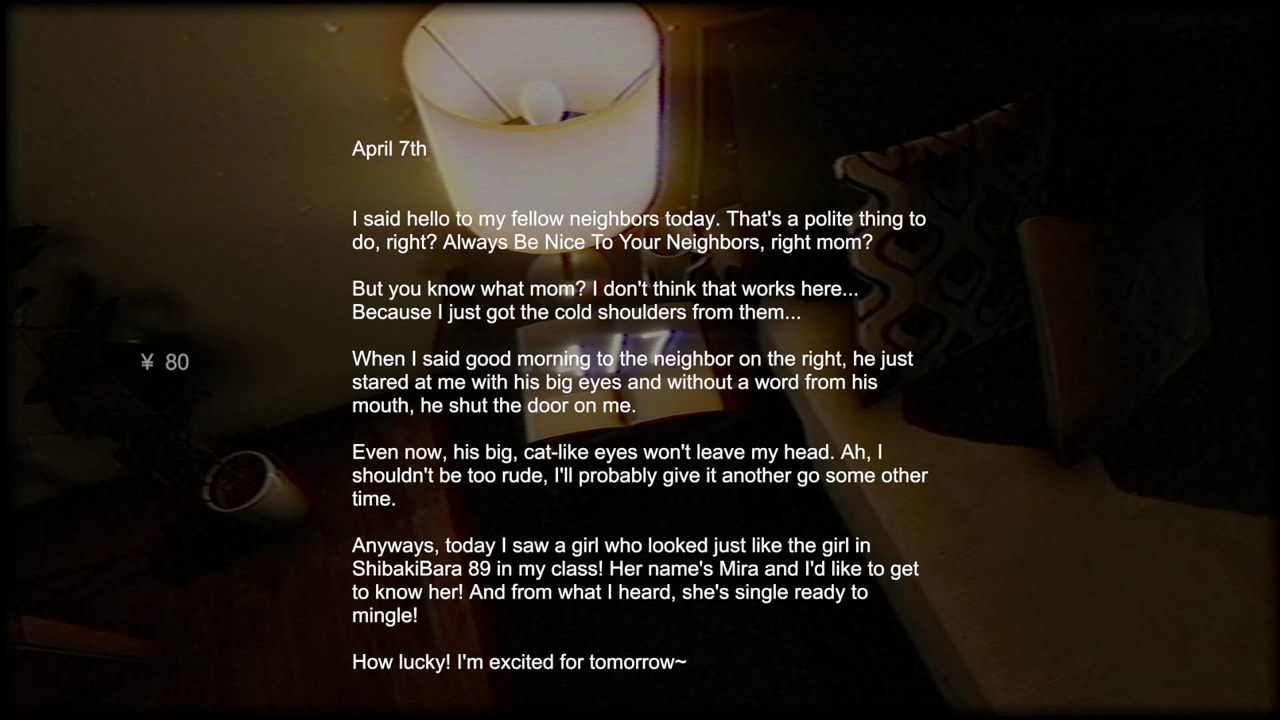 April 7th
I said hello to my fellow neighbors today. That's a polite thing to
do, right? Always Be Nice To Your Neighbors, right mom?
But you know what mom? I don't think that works here...
Because I just got the cold shoulders from them...
When I said good morning to the neighbor on the right, he just
stared at me with his big eyes and without a word from his
mouth, he shut the door on me.
¥ 80
Even now, his big, cat-like eyes won't leave my head. Ah, I
shouldn't be too rude, I'll probably give it another go some other
time.
Anyways, today I saw a girl who looked just like the girl in
ShibakiBara 89 in my class! Her name's Mira and I'd like to get
to know her! And from what I heard, she's single ready to
mingle!
How lucky! I'm excited for tomorrow~